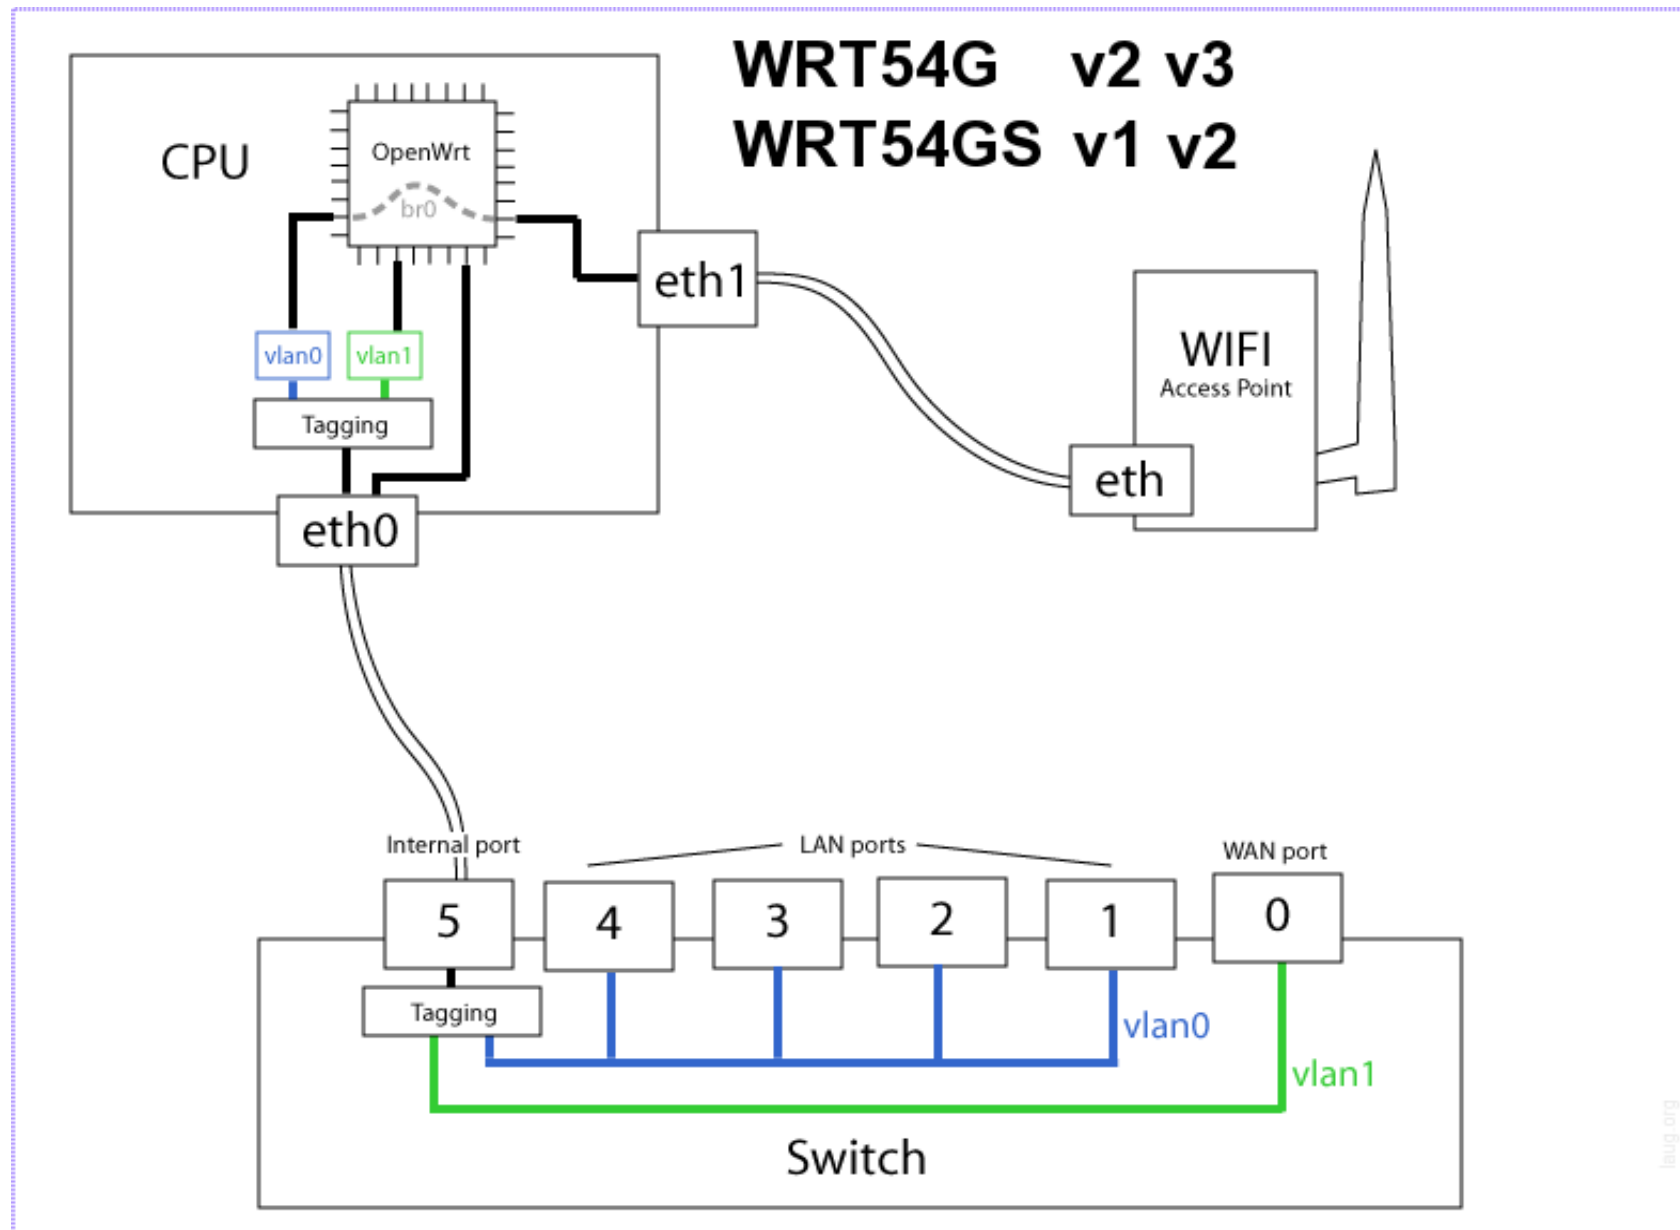 WRT54G v2 v3
WRT54GS v1 v2
CPU
OpenWrt
br0
eth1
vlan0
vlan1
Tagging
eth0
WIFI
Access Point
eth
Internal port
LAN ports
WAN port
5
4
3
2
1
0
Tagging
vlan0
vlan1
Switch